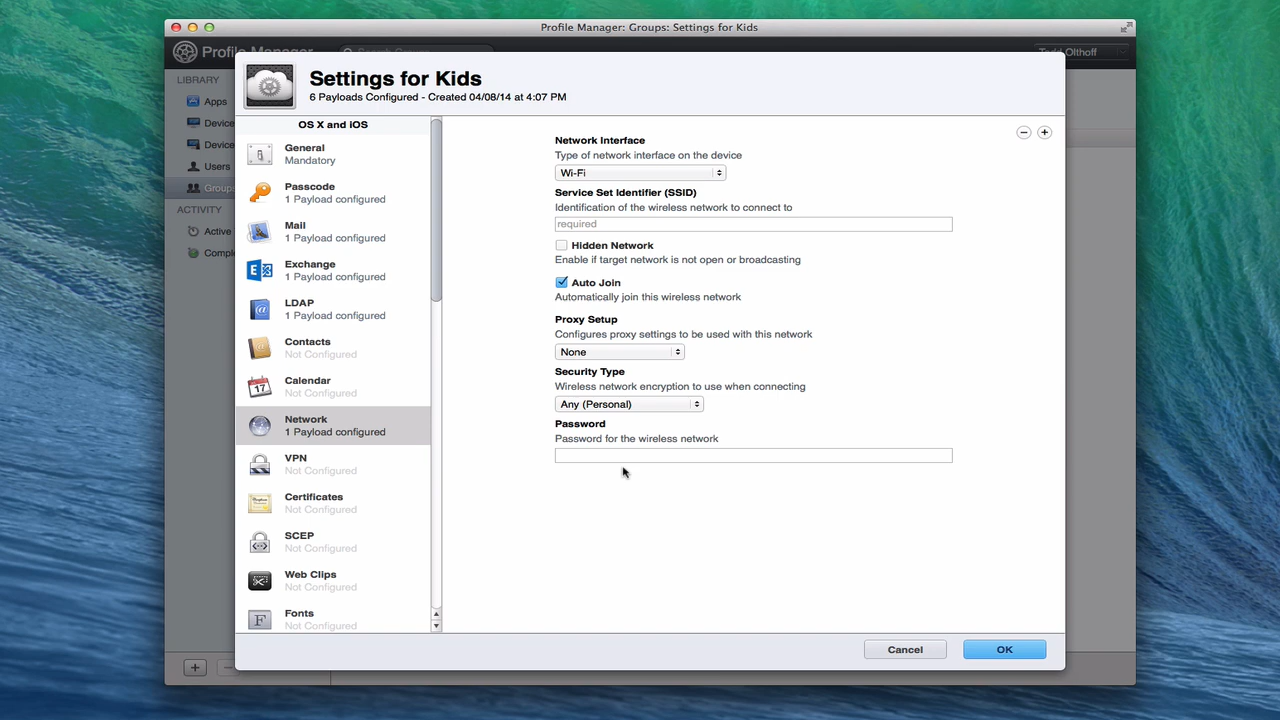 Profile Manager: Groups: Settings for Kids
Profile Manager
Search Groups
Todd Olthoff
LIBRARY
Apps
Device
Device
Users
Groups
ACTIVITY
Active
Comple
Settings for Kids
6 Payloads Configured - Created 04/08/14 at 4:07 PM
OS X and iOS
General
Mandatory
Passcode
1 Payload configured
Mail
1 Payload configured
Exchange
1 Payload configured
LDAP
1 Payload configured
Contacts
Not Configured
Calendar
17
Not Configured
Network
1 Payload configured
VPN
Not Configured
Certificates
Not Configured
SCEP
Not Configured
Web Clips
Not Configured
Fonts
Not Configured
Network Interface
Type of network interface on the device
Wi-Fi
Service Set Identifier (SSID)
Identification of the wireless network to connect to
required
Hidden Network
Enable if target network is not open or broadcasting
Auto Join
Automatically join this wireless network
Proxy Setup
Configures proxy settings to be used with this network
None
Security Type
Wireless network encryption to use when connecting
Any (Personal)
Password
Password for the wireless network
Cancel
OK